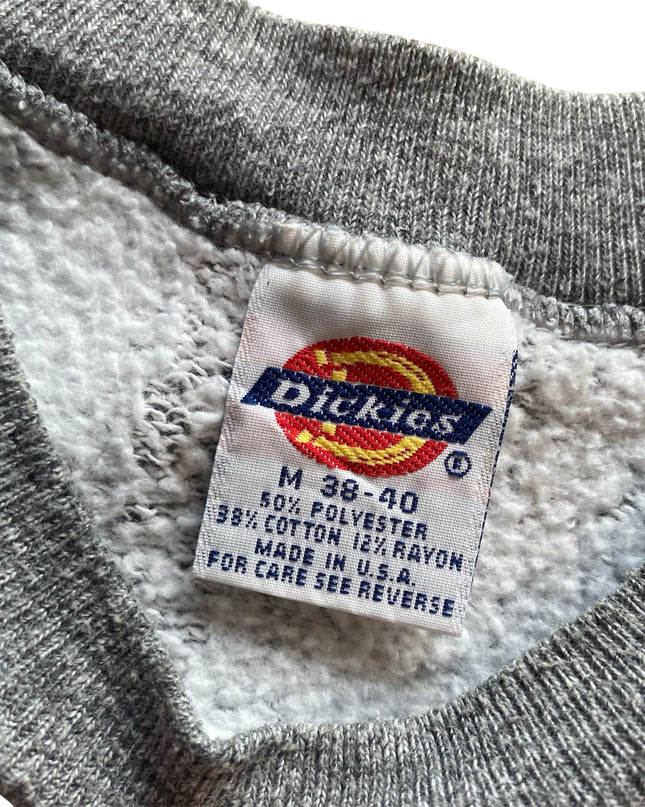 Dickies
®
M 38-40
50% POLYESTER
38% COTTON 12% RAYON
MADE IN U.S.A.
FOR CARE SEE REVERSE